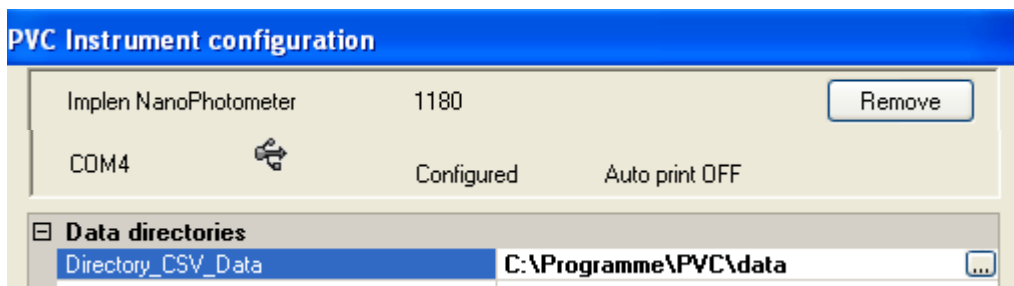 PVC Instrument configuration
Implen NanoPhotometer 1180 Remove
COM4 Configured Auto print OFF
Data directories
Directory_CSV_Data C:\Programme\PVC\data ...